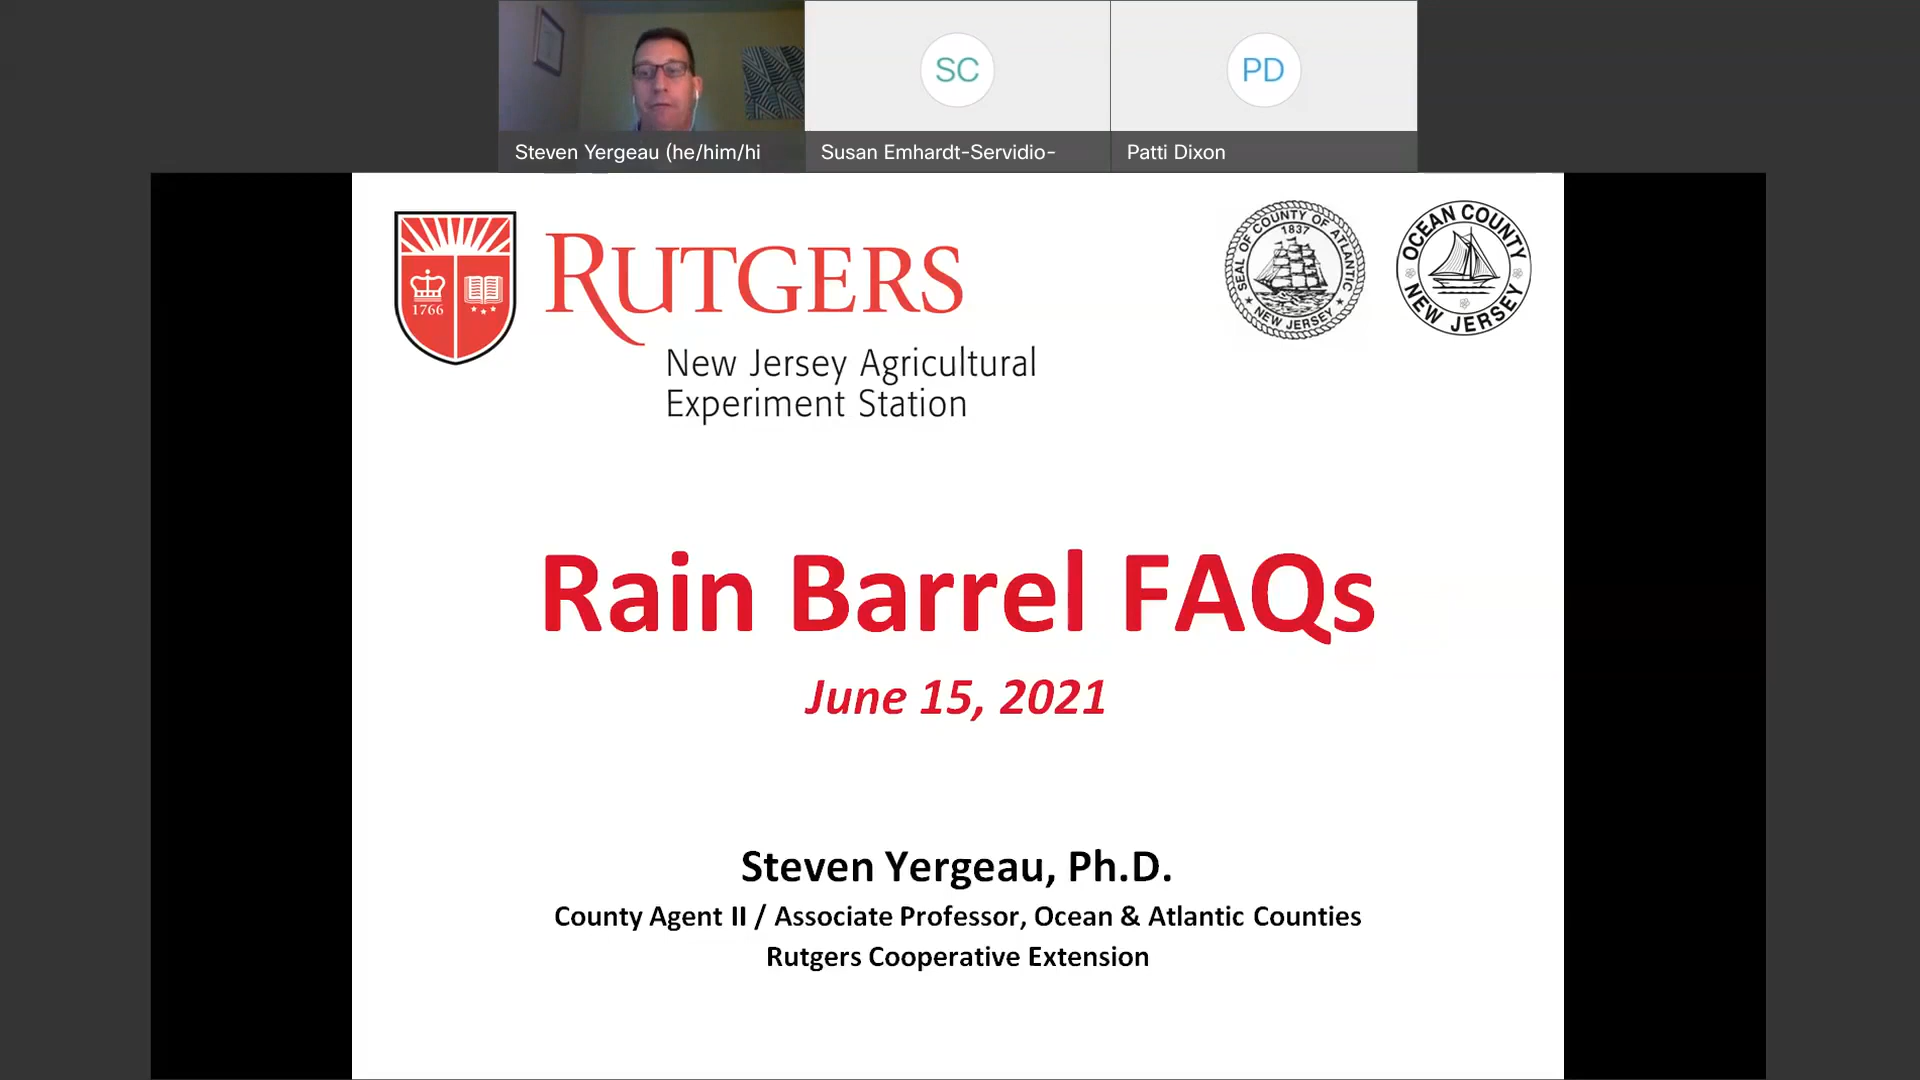 SC
PD
Steven Yergeau (he/him/hi
Susan Emhardt-Servidio-
Patti Dixon
1766
RUTGERS
New Jersey Agricultural
Experiment Station
SEAL OF COUNTY OF ATLANTIC
1837
NEW JERSEY
OCEAN COUNTY
NEW JERSEY
Rain Barrel FAQs
June 15, 2021
Steven Yergeau, Ph.D.
County Agent II / Associate Professor, Ocean & Atlantic Counties
Rutgers Cooperative Extension